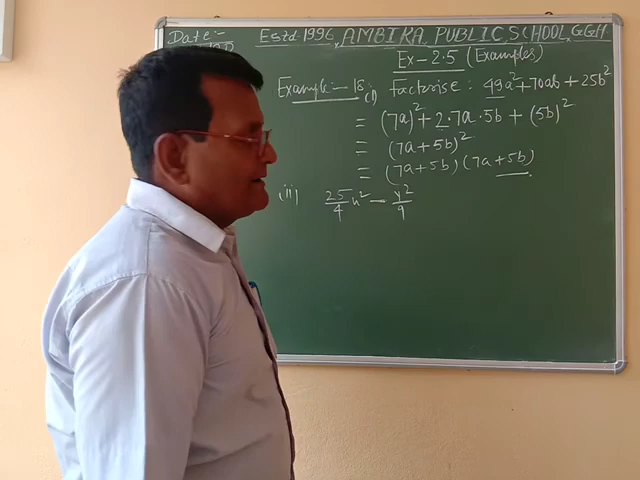 Date:- Estd 1996, AMBIKA PUBLIC SCHOOL, G.G.H.
Ex-2.5 (Examples)
Example:-18:
(i) Factorise: 49a²+70ab+25b²
= (7a)²+2.7a.5b+(5b)²
= (7a+5b)²
= (7a+5b)(7a+5b)
(ii) 25/4 x² - y²/9